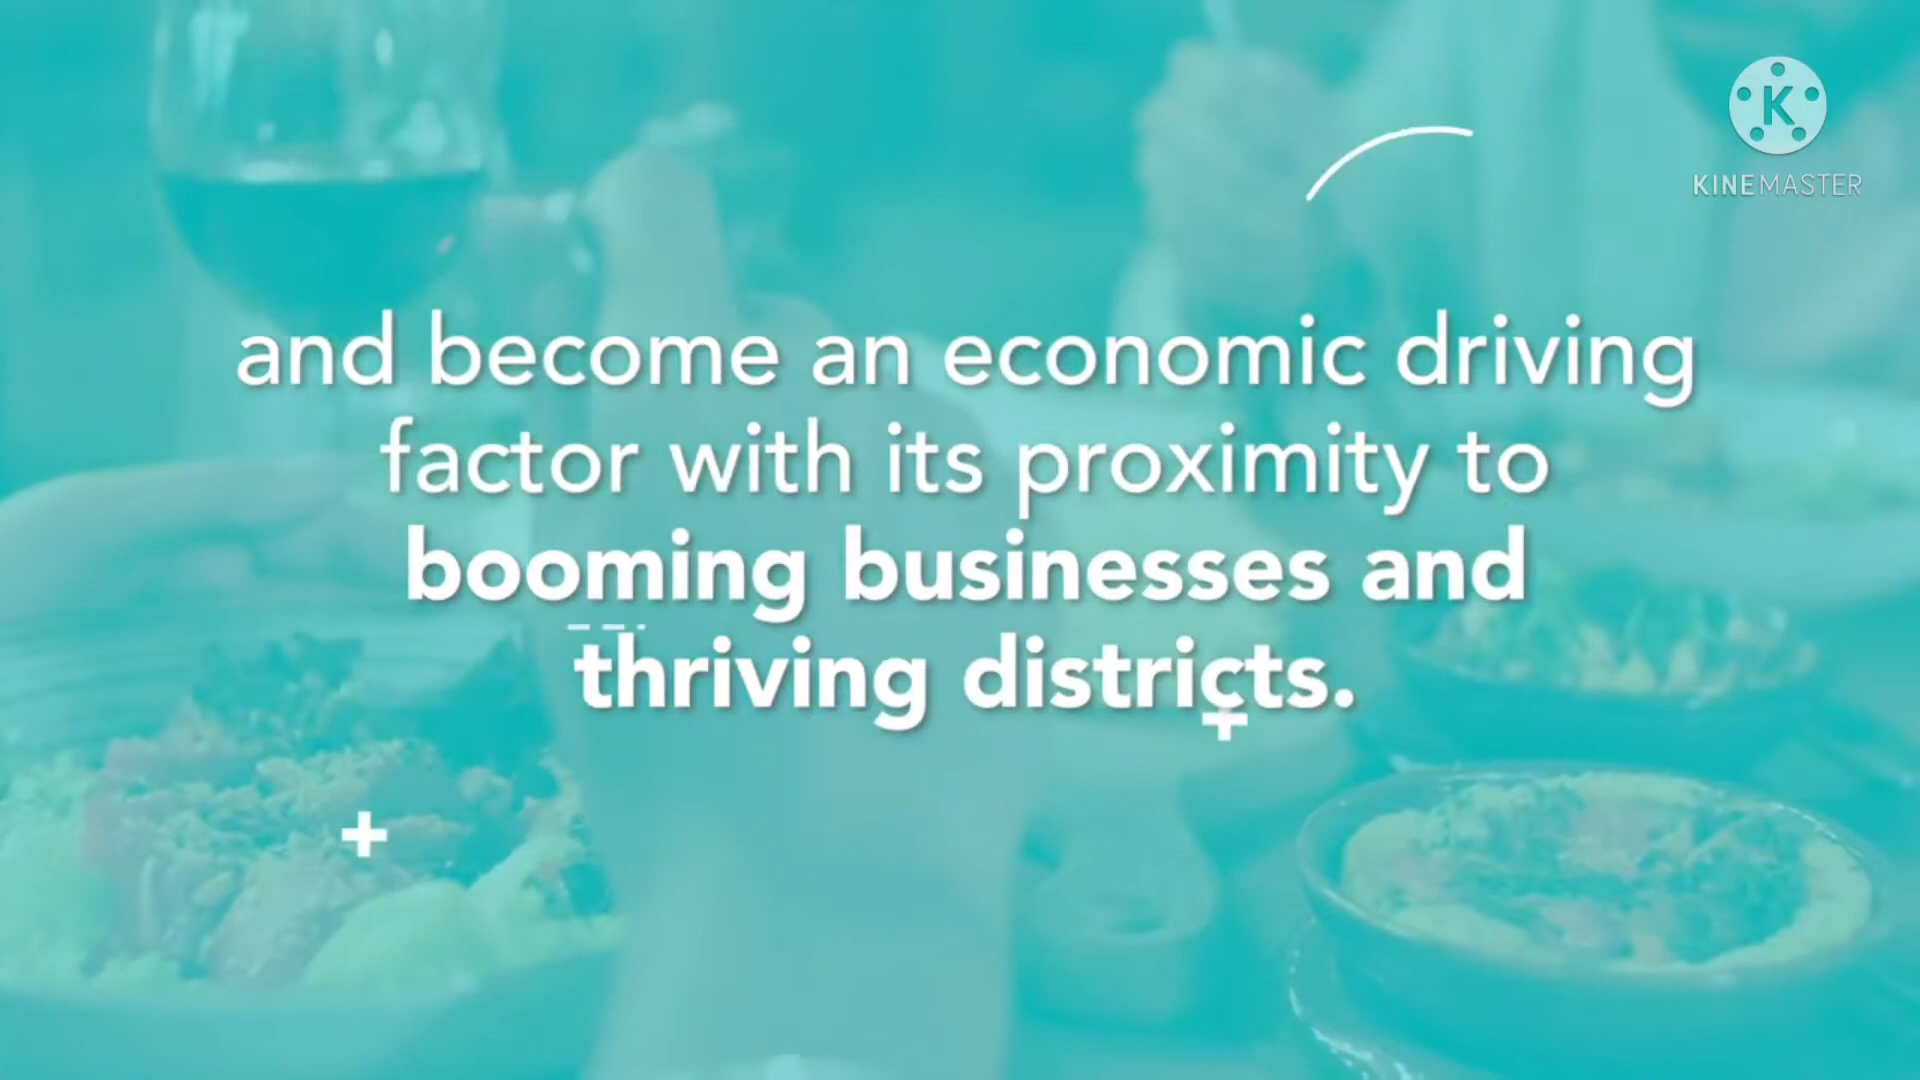 K
KINEMASTER
and become an economic driving
factor with its proximity to
booming businesses and
thriving districts.